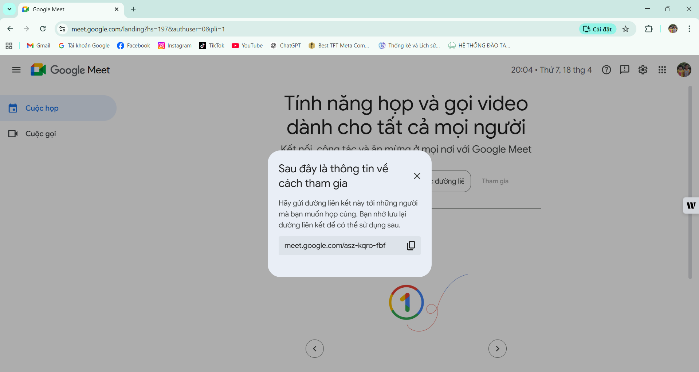 Google Meet
meet.google.com/landing?hs=197&authuser=0&pli=1
Cài đặt
Gmail
Tài khoản Google
Facebook
Instagram
TikTok
YouTube
ChatGPT
Best TFT Meta Com...
Thống kê và Lịch sử...
HỆ THỐNG ĐÀO TẠ...
Google Meet
20:04 • Thứ 7, 18 thg 4
Cuộc họp
Cuộc gọi
Tính năng họp và gọi video
dành cho tất cả mọi người
Kết nối, cộng tác và ăn mừng ở mọi nơi với Google Meet
đường liê
Tham gia
Sau đây là thông tin về
cách tham gia
Hãy gửi đường liên kết này tới những người
mà bạn muốn họp cùng. Bạn nhớ lưu lại
đường liên kết để có thể sử dụng sau.
meet.google.com/asz-kqro-fbf
1
W